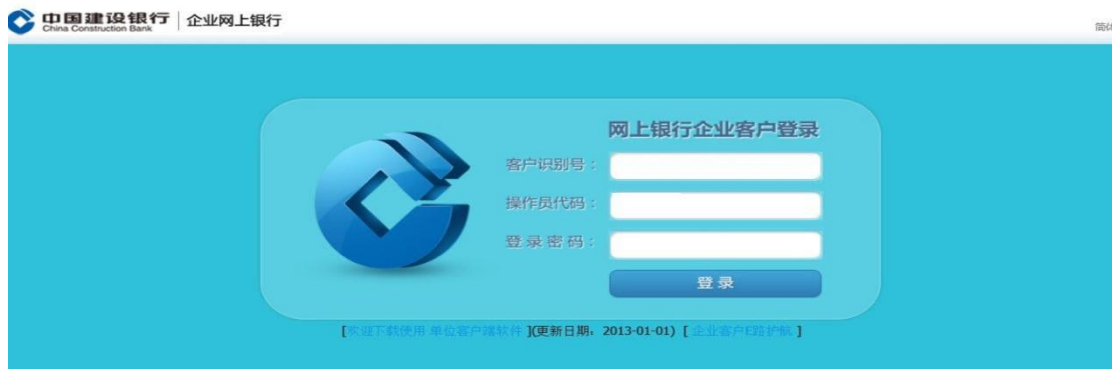 中国建设银行 企业网上银行
China Construction Bank
网上银行企业客户登录
客户识别号：
操作员代码：
登录密码：
登录
[欢迎下载使用 单位客户端软件 ](更新日期：2013-01-01) [ 企业客户E路护航 ]